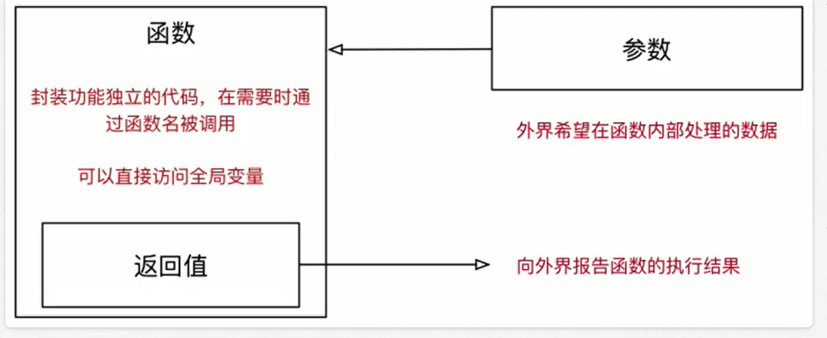 函数
封装功能独立的代码，在需要时通
过函数名被调用
可以直接访问全局变量
返回值
参数
外界希望在函数内部处理的数据
向外界报告函数的执行结果